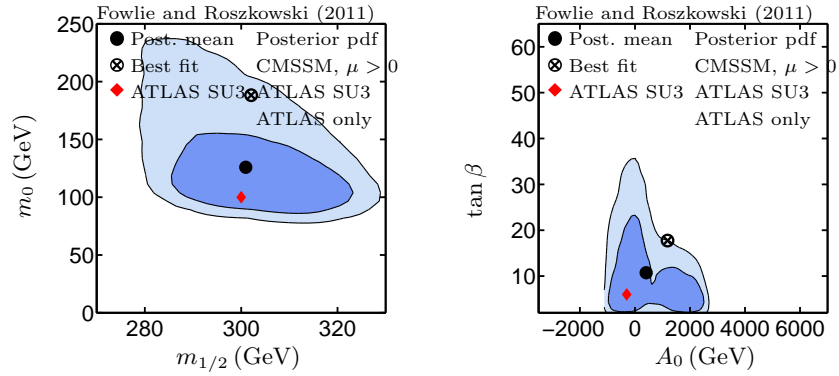 Fowlie and Roszkowski (2011)
Post. mean Posterior pdf
Best fit CMSSM, μ > 0
ATLAS SU3 ATLAS SU3
ATLAS only
m₀ (GeV)
250
200
150
100
50
0
280 300 320
m₁/₂ (GeV)
Fowlie and Roszkowski (2011)
Post. mean Posterior pdf
Best fit CMSSM, μ > 0
ATLAS SU3 ATLAS SU3
ATLAS only
tan β
60
50
40
30
20
10
−2000 0 2000 4000 6000
A₀ (GeV)